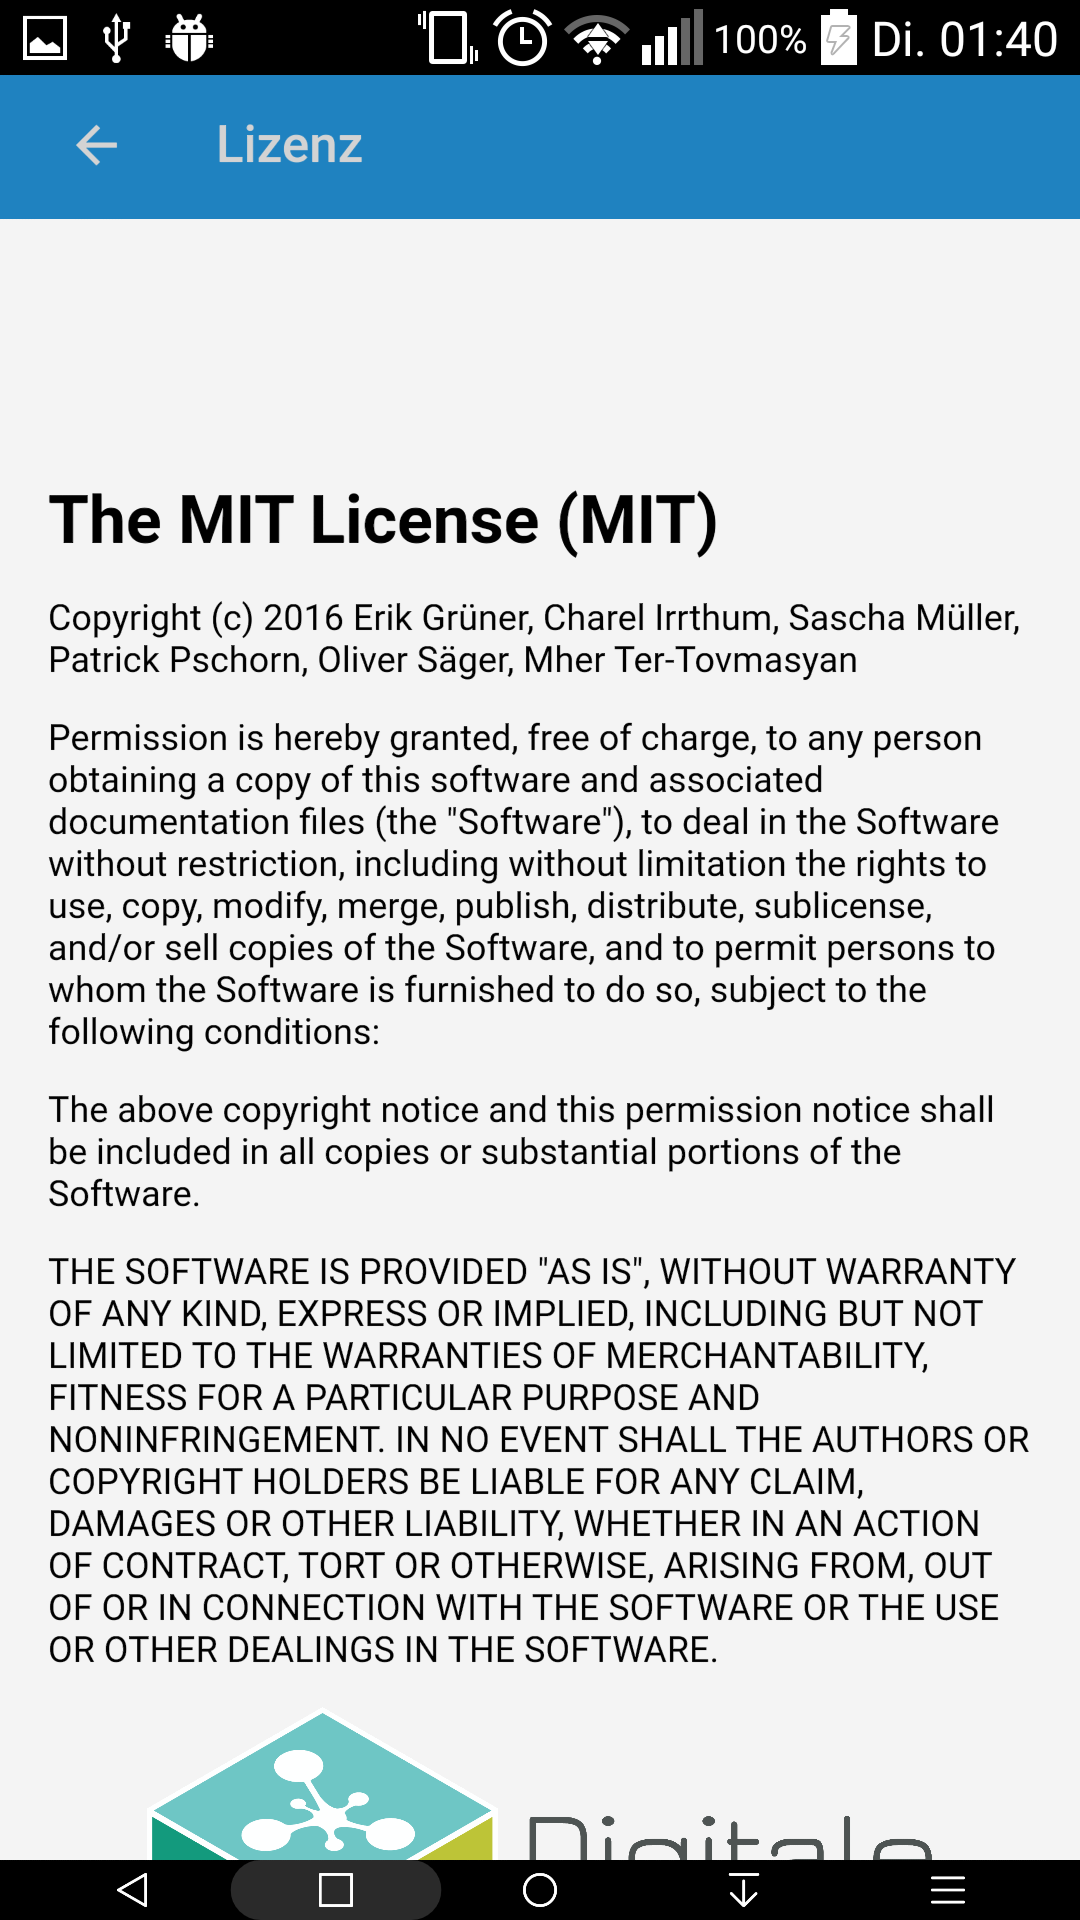 100% Di. 01:40
Lizenz
The MIT License (MIT)
Copyright (c) 2016 Erik Grüner, Charel Irrthum, Sascha Müller,
Patrick Pschorn, Oliver Säger, Mher Ter-Tovmasyan
Permission is hereby granted, free of charge, to any person
obtaining a copy of this software and associated
documentation files (the "Software"), to deal in the Software
without restriction, including without limitation the rights to
use, copy, modify, merge, publish, distribute, sublicense,
and/or sell copies of the Software, and to permit persons to
whom the Software is furnished to do so, subject to the
following conditions:
The above copyright notice and this permission notice shall
be included in all copies or substantial portions of the
Software.
THE SOFTWARE IS PROVIDED "AS IS", WITHOUT WARRANTY
OF ANY KIND, EXPRESS OR IMPLIED, INCLUDING BUT NOT
LIMITED TO THE WARRANTIES OF MERCHANTABILITY,
FITNESS FOR A PARTICULAR PURPOSE AND
NONINFRINGEMENT. IN NO EVENT SHALL THE AUTHORS OR
COPYRIGHT HOLDERS BE LIABLE FOR ANY CLAIM,
DAMAGES OR OTHER LIABILITY, WHETHER IN AN ACTION
OF CONTRACT, TORT OR OTHERWISE, ARISING FROM, OUT
OF OR IN CONNECTION WITH THE SOFTWARE OR THE USE
OR OTHER DEALINGS IN THE SOFTWARE.
Digitale